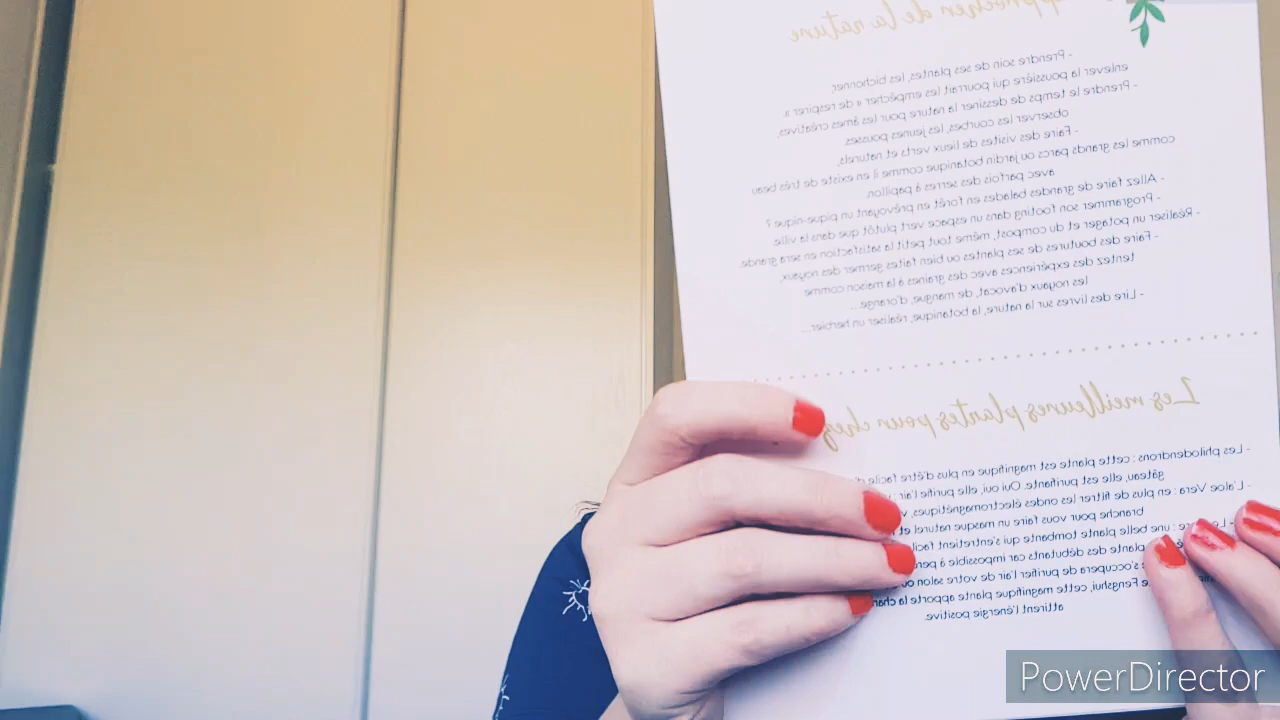 pprochen de la nature
- Prendre soin de ses plantes, les bichonner,
enlever la poussière qui pourrait les empêcher « de respirer »
- Prendre le temps de dessiner la nature pour les âmes créatives,
observer les courbes, les jeunes pousses.
- Faire des visites de lieux verts et naturels,
comme les grands parcs ou jardin botanique comme il en existe de très beau
avec parfois des serres à papillon.
- Allez faire de grandes balades en forêt en prévoyant un pique-nique ?
- Programmer son footing dans un espace vert plutôt que dans la ville.
- Réaliser un potager et du compost, même tout petit la satisfaction en sera grande.
- Faire des boutures de ses plantes ou bien faites germer des noyaux,
tentez des expériences avec des graines à la maison comme
les noyaux d'avocat, de mangue, d'orange...
- Lire des livres sur la nature, la botanique, réaliser un herbier...
Les meilleures plantes pour chez
- Les philodendrons : cette plante est magnifique en plus d'être facile
gâteau, elle est purifiante. Oui oui, elle purifie l'air
- L'aloe Vera : en plus de filtrer les ondes électromagnétiques,
branche pour vous faire un masque naturel et
: une belle plante tombante qui s'entretient
plante des débutants car impossible à
s'occupera de purifier l'air de votre salon ou
Fengshui, cette magnifique plante apporte la
attirent l'énergie positive.
PowerDirector